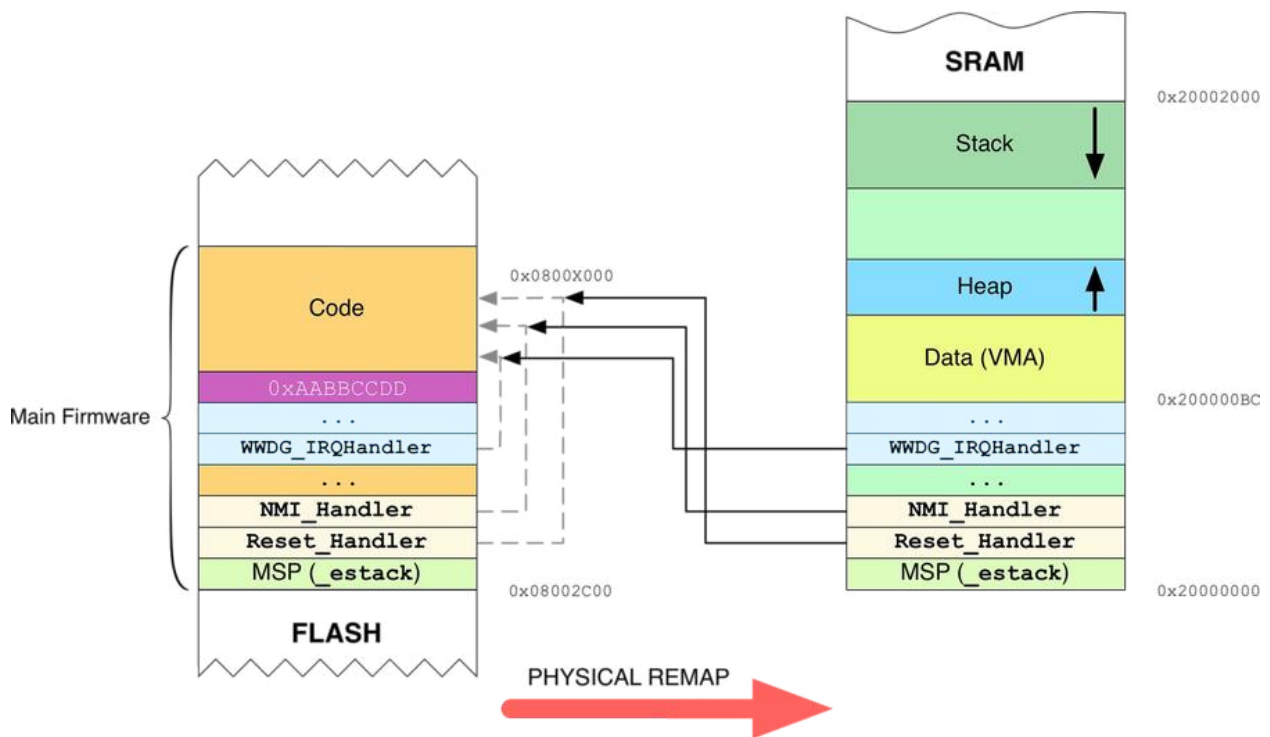 SRAM
0x20002000
Stack
Heap
Data (VMA)
0x200000BC
...
WWDG_IRQHandler
...
NMI_Handler
Reset_Handler
MSP (_estack)
0x20000000
0x0800X000
Code
0xAABBCCDD
Main Firmware
...
WWDG_IRQHandler
...
NMI_Handler
Reset_Handler
MSP (_estack)
0x08002C00
FLASH
PHYSICAL REMAP